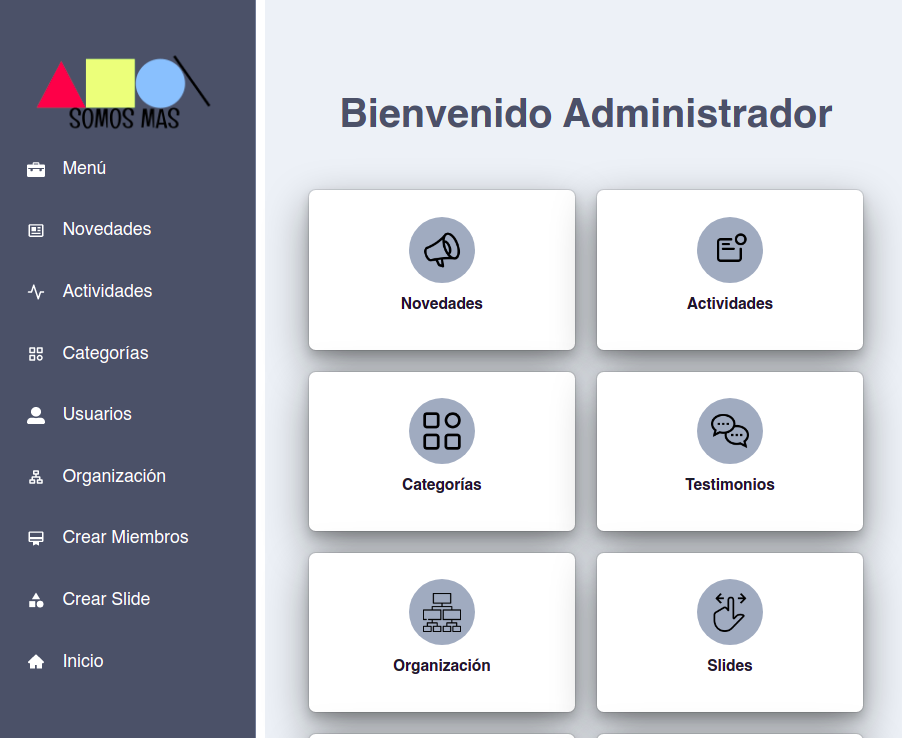 SOMOS MAS
Menú
Novedades
Actividades
Categorías
Usuarios
Organización
Crear Miembros
Crear Slide
Inicio
Bienvenido Administrador
Novedades
Actividades
Categorías
Testimonios
Organización
Slides